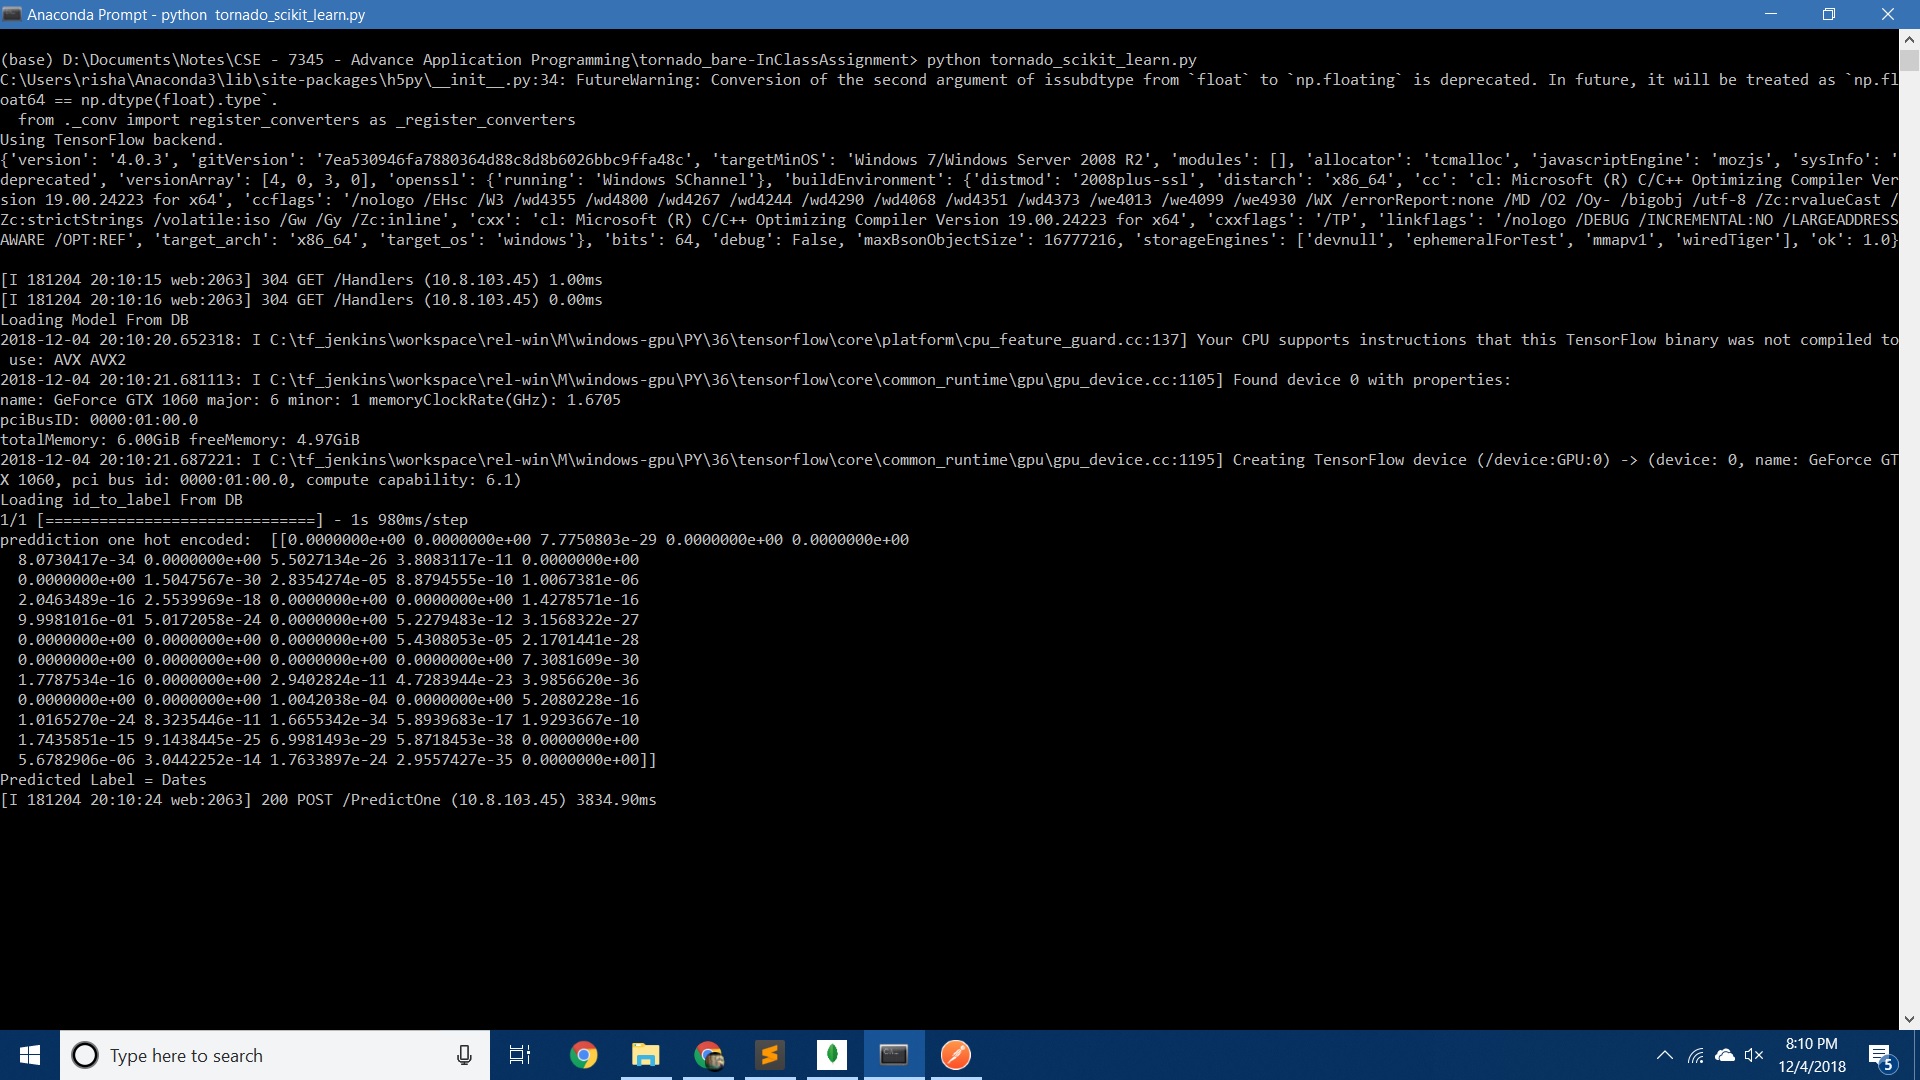 Anaconda Prompt - python  tornado_scikit_learn.py
(base) D:\Documents\Notes\CSE - 7345 - Advance Application Programming\tornado_bare-InClassAssignment> python tornado_scikit_learn.py
C:\Users\risha\Anaconda3\lib\site-packages\h5py\__init__.py:34: FutureWarning: Conversion of the second argument of issubdtype from `float` to `np.floating` is deprecated. In future, it will be treated as `np.fl
oat64 == np.dtype(float).type`.
  from ._conv import register_converters as _register_converters
Using TensorFlow backend.
{'version': '4.0.3', 'gitVersion': '7ea530946fa7880364d88c8d8b6026bbc9ffa48c', 'targetMinOS': 'Windows 7/Windows Server 2008 R2', 'modules': [], 'allocator': 'tcmalloc', 'javascriptEngine': 'mozjs', 'sysInfo': '
deprecated', 'versionArray': [4, 0, 3, 0], 'openssl': {'running': 'Windows SChannel'}, 'buildEnvironment': {'distmod': '2008plus-ssl', 'distarch': 'x86_64', 'cc': 'cl: Microsoft (R) C/C++ Optimizing Compiler Ver
sion 19.00.24223 for x64', 'ccflags': '/nologo /EHsc /W3 /wd4355 /wd4800 /wd4267 /wd4244 /wd4290 /wd4068 /wd4351 /wd4373 /we4013 /we4099 /we4930 /WX /errorReport:none /MD /O2 /Oy- /bigobj /utf-8 /Zc:rvalueCast /
Zc:strictStrings /volatile:iso /Gw /Gy /Zc:inline', 'cxx': 'cl: Microsoft (R) C/C++ Optimizing Compiler Version 19.00.24223 for x64', 'cxxflags': '/TP', 'linkflags': '/nologo /DEBUG /INCREMENTAL:NO /LARGEADDRESS
AWARE /OPT:REF', 'target_arch': 'x86_64', 'target_os': 'windows'}, 'bits': 64, 'debug': False, 'maxBsonObjectSize': 16777216, 'storageEngines': ['devnull', 'ephemeralForTest', 'mmapv1', 'wiredTiger'], 'ok': 1.0}
[I 181204 20:10:15 web:2063] 304 GET /Handlers (10.8.103.45) 1.00ms
[I 181204 20:10:16 web:2063] 304 GET /Handlers (10.8.103.45) 0.00ms
Loading Model From DB
2018-12-04 20:10:20.652318: I C:\tf_jenkins\workspace\rel-win\M\windows-gpu\PY\36\tensorflow\core\platform\cpu_feature_guard.cc:137] Your CPU supports instructions that this TensorFlow binary was not compiled to
 use: AVX AVX2
2018-12-04 20:10:21.681113: I C:\tf_jenkins\workspace\rel-win\M\windows-gpu\PY\36\tensorflow\core\common_runtime\gpu\gpu_device.cc:1105] Found device 0 with properties:
name: GeForce GTX 1060 major: 6 minor: 1 memoryClockRate(GHz): 1.6705
pciBusID: 0000:01:00.0
totalMemory: 6.00GiB freeMemory: 4.97GiB
2018-12-04 20:10:21.687221: I C:\tf_jenkins\workspace\rel-win\M\windows-gpu\PY\36\tensorflow\core\common_runtime\gpu\gpu_device.cc:1195] Creating TensorFlow device (/device:GPU:0) -> (device: 0, name: GeForce GT
X 1060, pci bus id: 0000:01:00.0, compute capability: 6.1)
Loading id_to_label From DB
1/1 [==============================] - 1s 980ms/step
preddiction one hot encoded:  [[0.0000000e+00 0.0000000e+00 7.7750803e-29 0.0000000e+00 0.0000000e+00
  8.0730417e-34 0.0000000e+00 5.5027134e-26 3.8083117e-11 0.0000000e+00
  0.0000000e+00 1.5047567e-30 2.8354274e-05 8.8794555e-10 1.0067381e-06
  2.0463489e-16 2.5539969e-18 0.0000000e+00 0.0000000e+00 1.4278571e-16
  9.9981016e-01 5.0172058e-24 0.0000000e+00 5.2279483e-12 3.1568322e-27
  0.0000000e+00 0.0000000e+00 0.0000000e+00 5.4308053e-05 2.1701441e-28
  0.0000000e+00 0.0000000e+00 0.0000000e+00 0.0000000e+00 7.3081609e-30
  1.7787534e-16 0.0000000e+00 2.9402824e-11 4.7283944e-23 3.9856620e-36
  0.0000000e+00 0.0000000e+00 1.0042038e-04 0.0000000e+00 5.2080228e-16
  1.0165270e-24 8.3235446e-11 1.6655342e-34 5.8939683e-17 1.9293667e-10
  1.7435851e-15 9.1438445e-25 6.9981493e-29 5.8718453e-38 0.0000000e+00
  5.6782906e-06 3.0442252e-14 1.7633897e-24 2.9557427e-35 0.0000000e+00]]
Predicted Label = Dates
[I 181204 20:10:24 web:2063] 200 POST /PredictOne (10.8.103.45) 3834.90ms
Type here to search
8:10 PM
12/4/2018
5